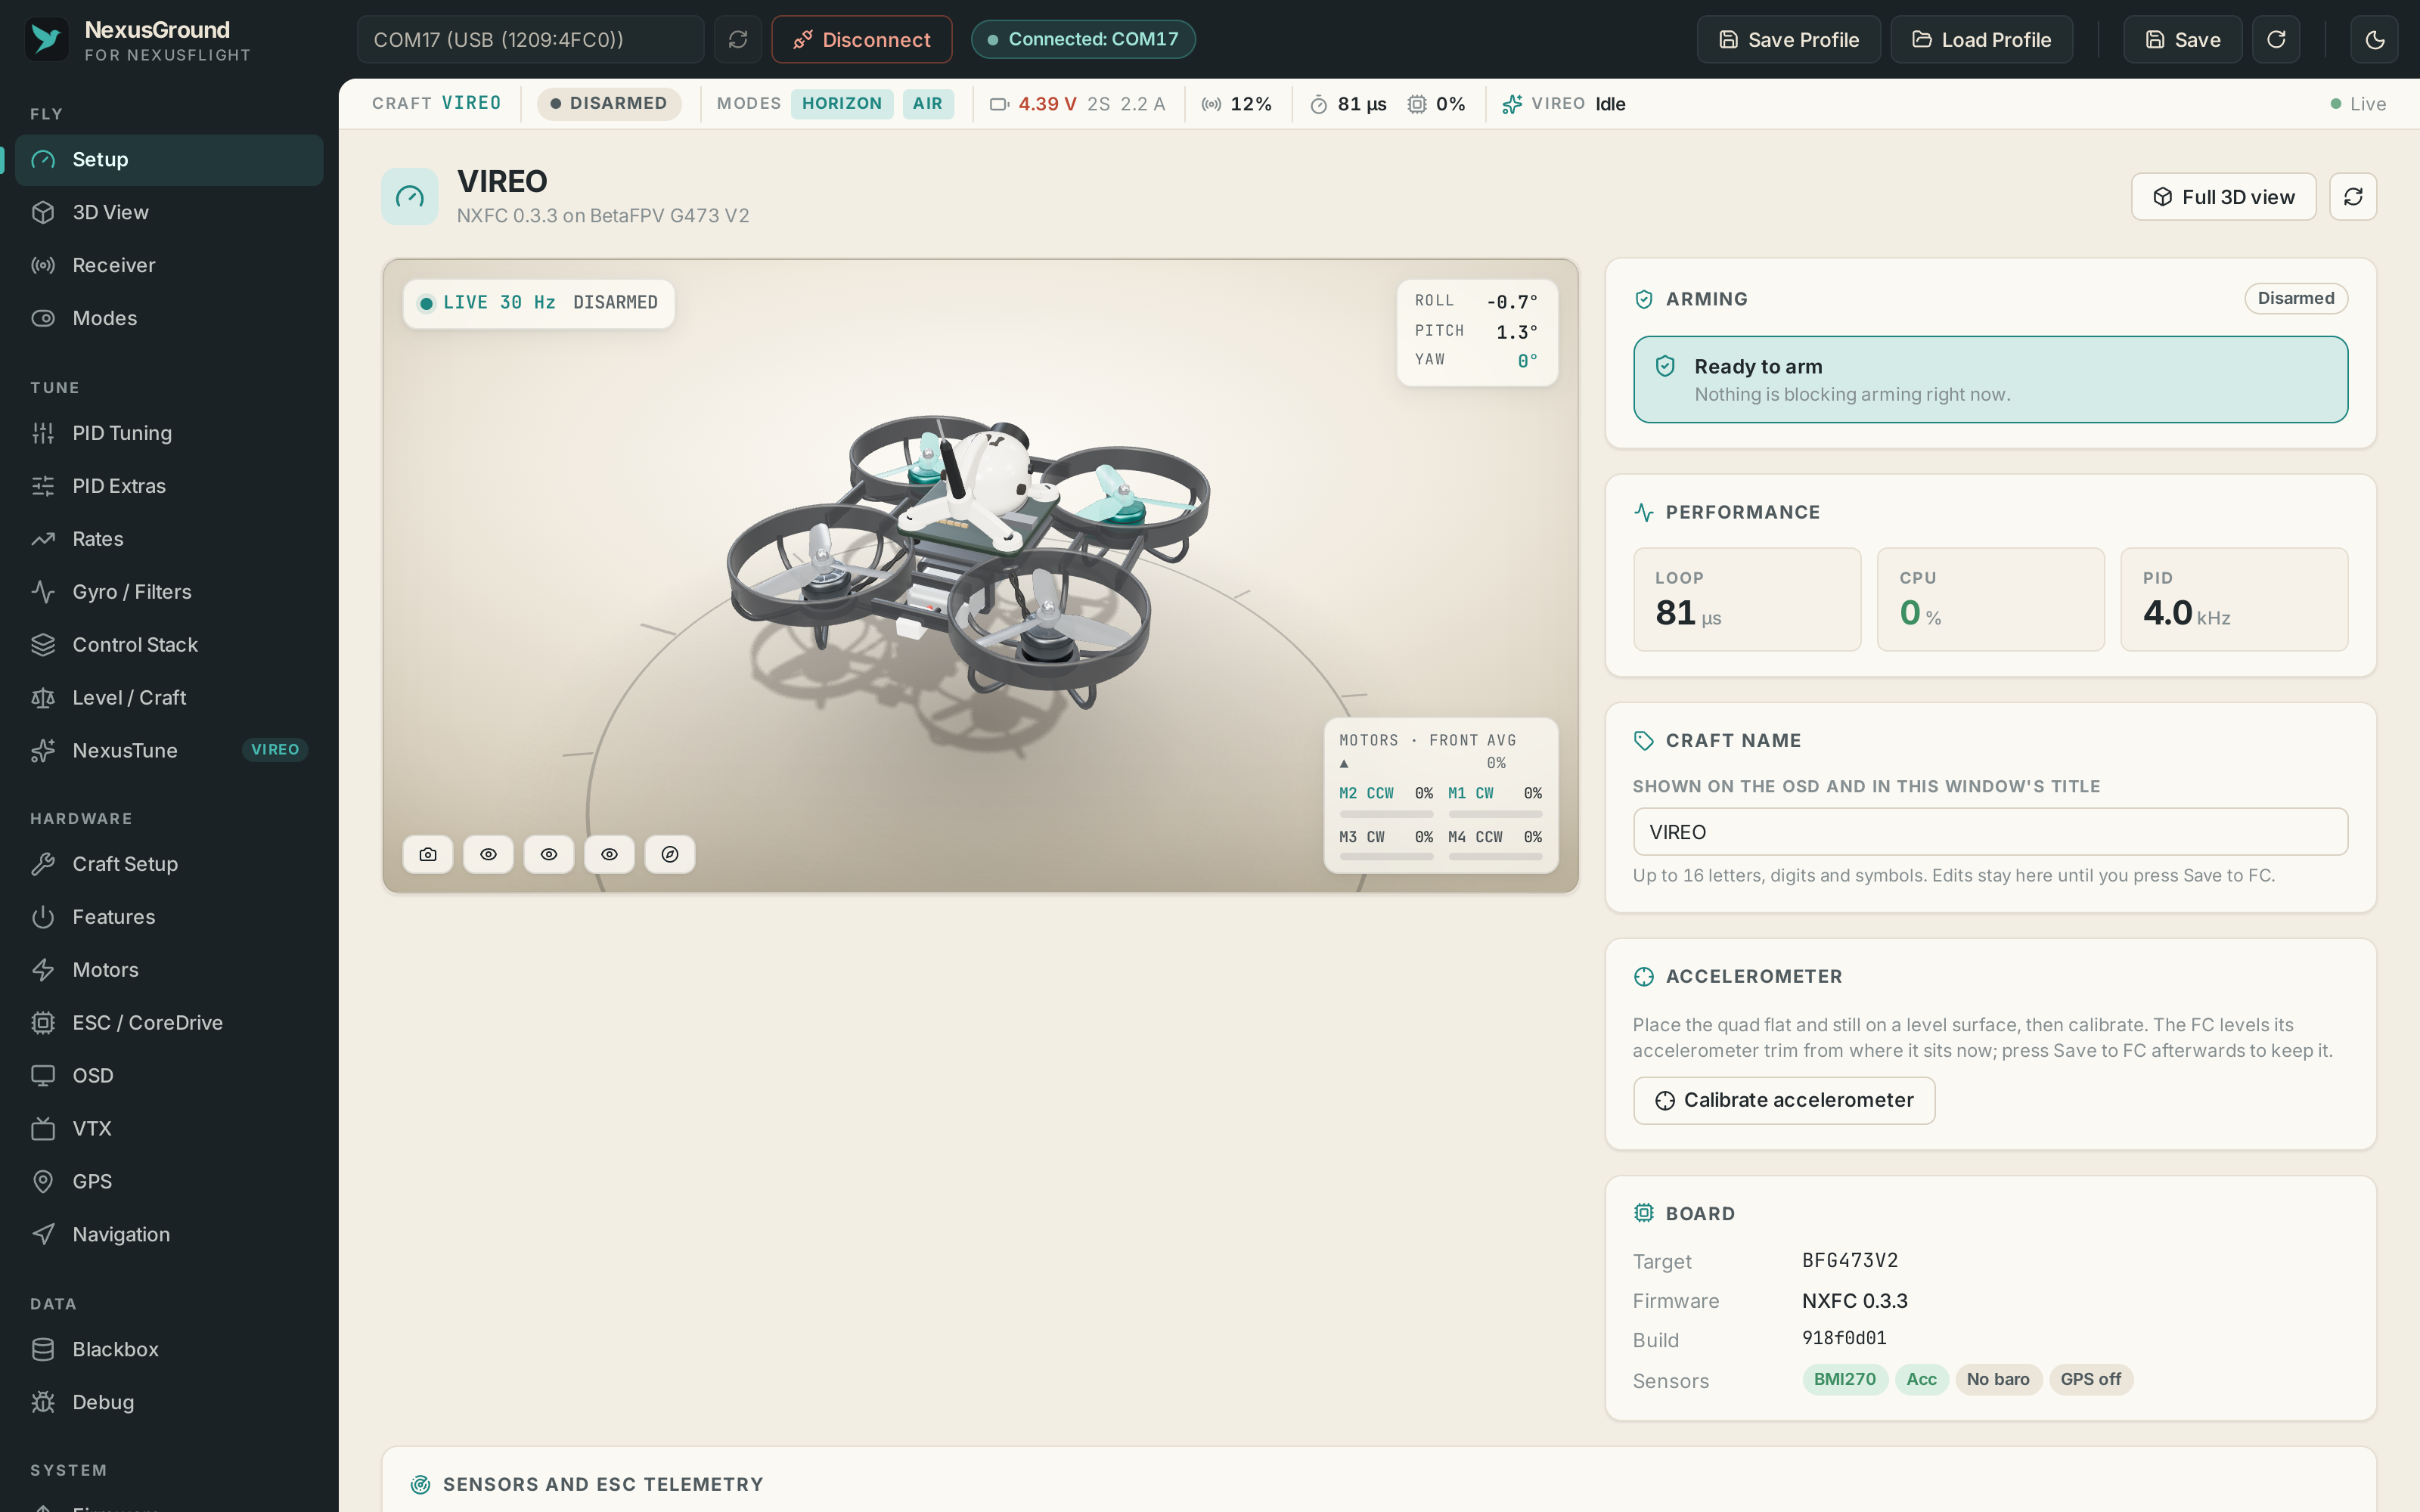 NexusGround
FOR NEXUSFLIGHT
COM17 (USB (1209:4FC0))
Disconnect
Connected: COM17
Save Profile
Load Profile
Save
CRAFT VIREO
DISARMED
MODES HORIZON AIR
4.39 V 2S 2.2 A
12%
81 µs 0%
VIREO Idle
Live
FLY
Setup
3D View
Receiver
Modes
TUNE
PID Tuning
PID Extras
Rates
Gyro / Filters
Control Stack
Level / Craft
NexusTune VIREO
HARDWARE
Craft Setup
Features
Motors
ESC / CoreDrive
OSD
VTX
GPS
Navigation
DATA
Blackbox
Debug
SYSTEM
VIREO
NXFC 0.3.3 on BetaFPV G473 V2
Full 3D view
LIVE 30 Hz DISARMED
ROLL -0.7°
PITCH 1.3°
YAW 0°
MOTORS · FRONT ▲ AVG 0%
M2 CCW 0% M1 CW 0%
M3 CW 0% M4 CCW 0%
ARMING
Disarmed
Ready to arm
Nothing is blocking arming right now.
PERFORMANCE
LOOP
81 µs
CPU
0 %
PID
4.0 kHz
CRAFT NAME
SHOWN ON THE OSD AND IN THIS WINDOW'S TITLE
VIREO
Up to 16 letters, digits and symbols. Edits stay here until you press Save to FC.
ACCELEROMETER
Place the quad flat and still on a level surface, then calibrate. The FC levels its
accelerometer trim from where it sits now; press Save to FC afterwards to keep it.
Calibrate accelerometer
BOARD
Target BFG473V2
Firmware NXFC 0.3.3
Build 918f0d01
Sensors BMI270 Acc No baro GPS off
SENSORS AND ESC TELEMETRY